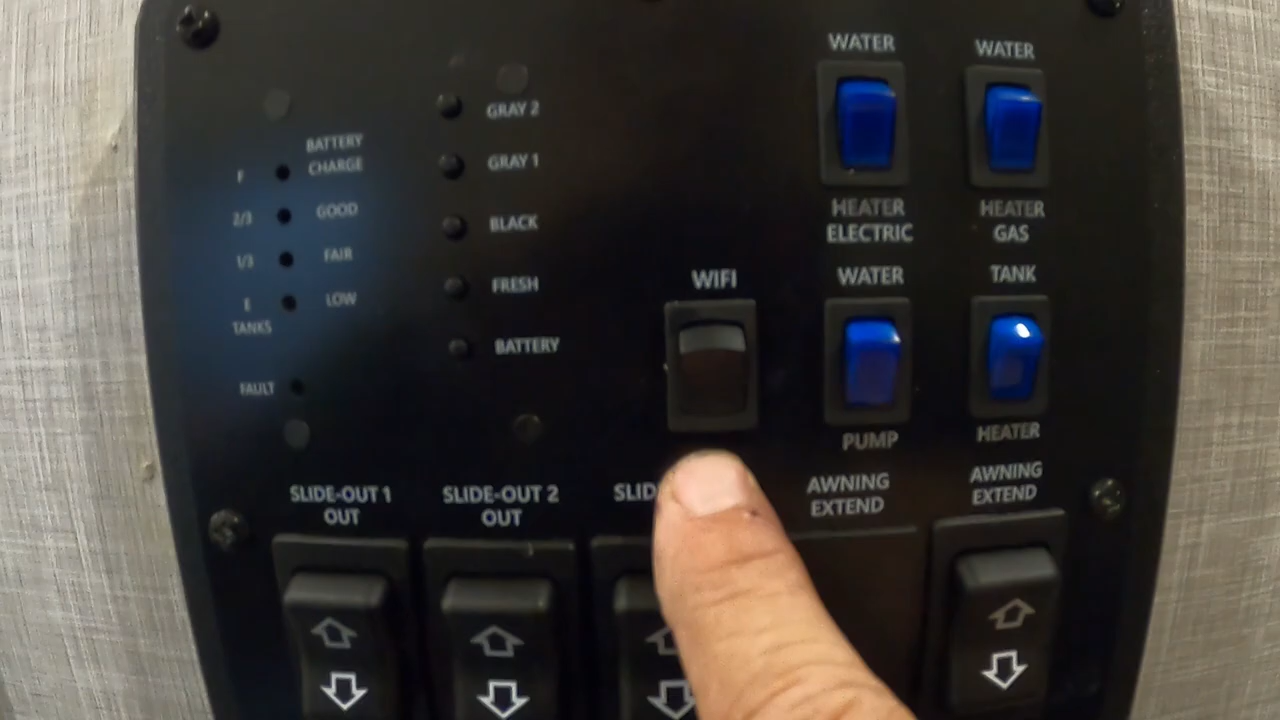 BATTERY
CHARGE
F
2/3
GOOD
1/3
FAIR
E
LOW
TANKS
FAULT
GRAY 2
GRAY 1
BLACK
FRESH
BATTERY
WIFI
WATER
HEATER
ELECTRIC
WATER
HEATER
GAS
WATER
PUMP
TANK
HEATER
SLIDE-OUT 1
OUT
SLIDE-OUT 2
OUT
AWNING
EXTEND
AWNING
EXTEND